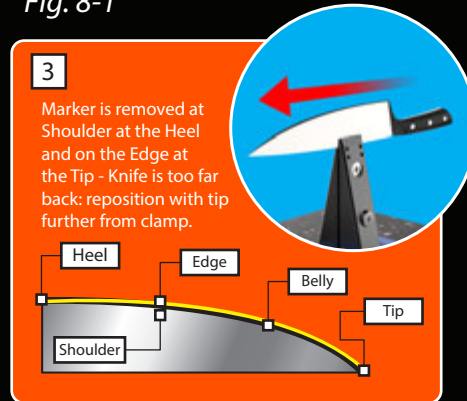 Fig. 8-1
3
Marker is removed at
Shoulder at the Heel
and on the Edge at
the Tip - Knife is too far
back: reposition with tip
further from clamp.
Heel
Edge
Belly
Tip
Shoulder